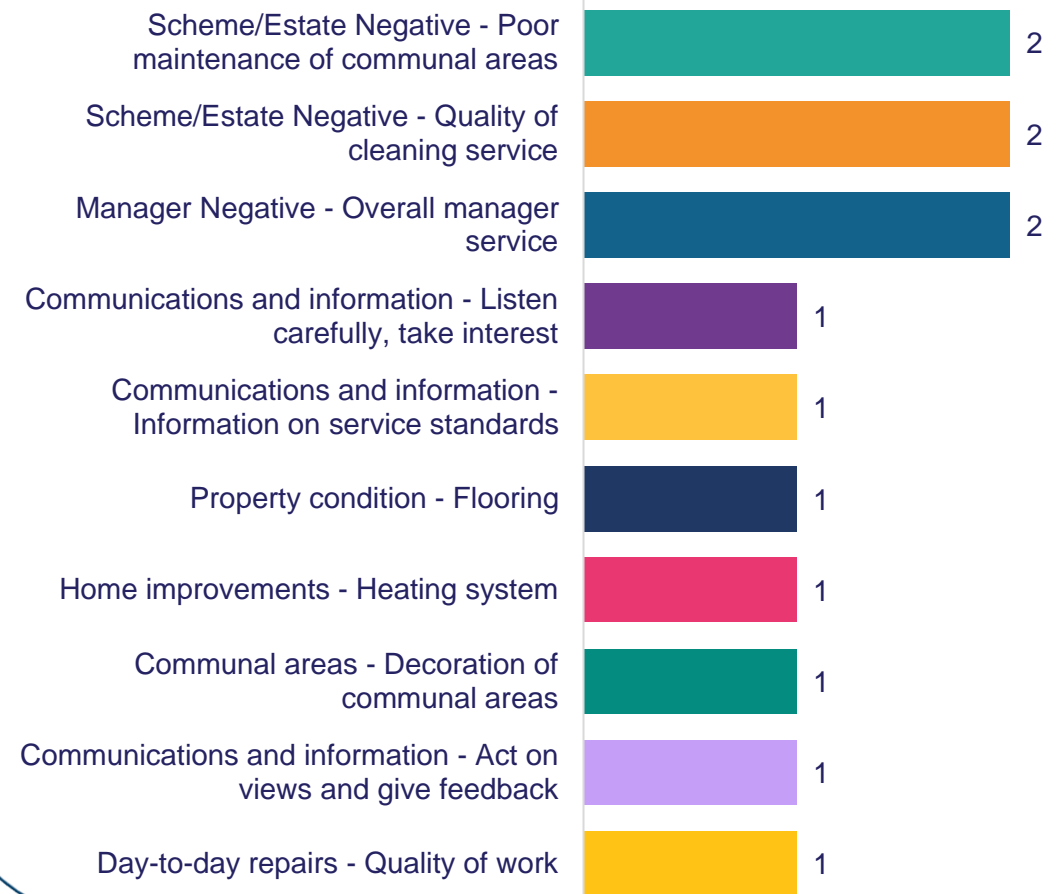 Scheme/Estate Negative - Poor
maintenance of communal areas
2
Scheme/Estate Negative - Quality of
cleaning service
2
Manager Negative - Overall manager
service
2
Communications and information - Listen
carefully, take interest
1
Communications and information -
Information on service standards
1
Property condition - Flooring
1
Home improvements - Heating system
1
Communal areas - Decoration of
communal areas
1
Communications and information - Act on
views and give feedback
1
Day-to-day repairs - Quality of work
1